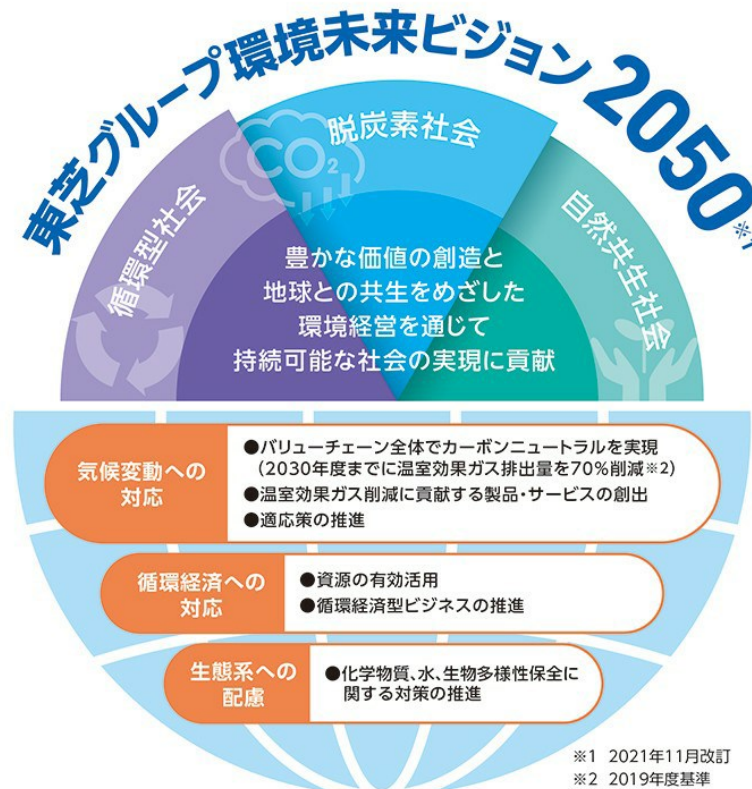 東芝グループ環境未来ビジョン2050※1
循環型社会
脱炭素社会
CO₂
自然共生社会
豊かな価値の創造と
地球との共生をめざした
環境経営を通じて
持続可能な社会の実現に貢献
気候変動への
対応
●バリューチェーン全体でカーボンニュートラルを実現
(2030年度までに温室効果ガス排出量を70%削減※2)
●温室効果ガス削減に貢献する製品・サービスの創出
●適応策の推進
循環経済への
対応
●資源の有効活用
●循環経済型ビジネスの推進
生態系への
配慮
●化学物質、水、生物多様性保全に
関する対策の推進
※1 2021年11月改訂
※2 2019年度基準